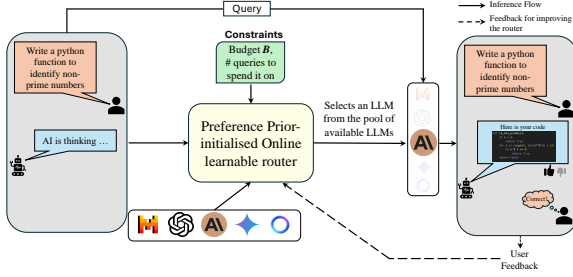 Query
Inference Flow
Feedback for improving
the router
Write a python
function to
identify non-
prime numbers
AI is thinking ...
Constraints
Budget B,
# queries to
spend it on
Preference Prior-
initialised Online
learnable router
Selects an LLM
from the pool of
available LLMs
Write a python
function to
identify non-
prime numbers
Here is your code
Correct!
User
Feedback